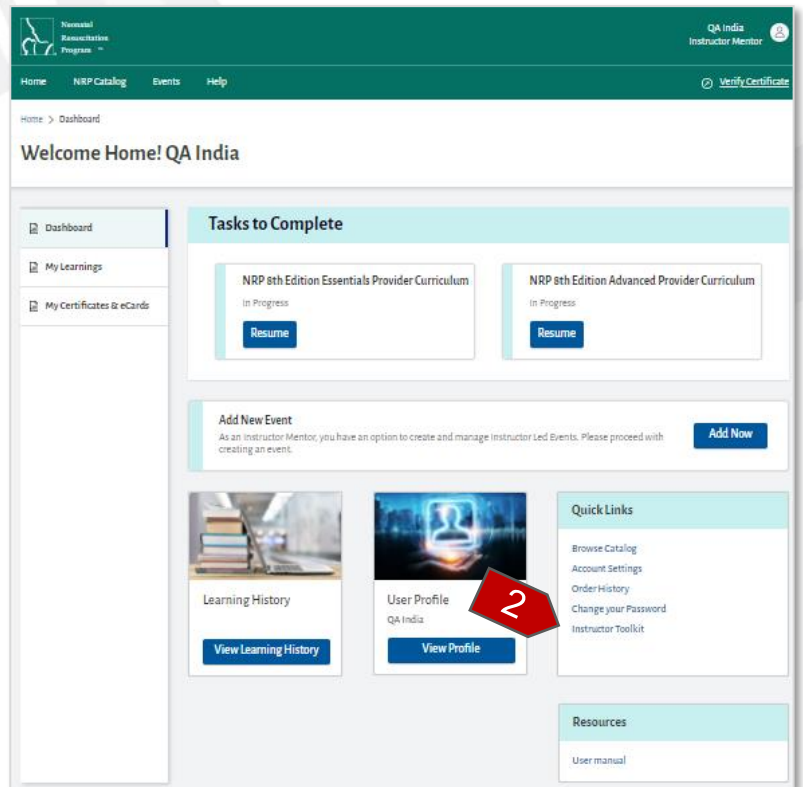 Neonatal
Resuscitation
Program ™
QA India
Instructor Mentor
Home NRP Catalog Events Help
Verify Certificate
Home > Dashboard
Welcome Home! QA India
Dashboard
My Learnings
My Certificates & eCards
Tasks to Complete
NRP 8th Edition Essentials Provider Curriculum
In Progress
Resume
NRP 8th Edition Advanced Provider Curriculum
In Progress
Resume
Add New Event
As an Instructor Mentor, you have an option to create and manage Instructor Led Events. Please proceed with
creating an event.
Add Now
Learning History
View Learning History
User Profile
QA India
View Profile
2
Quick Links
Browse Catalog
Account Settings
Order History
Change your Password
Instructor Toolkit
Resources
User manual